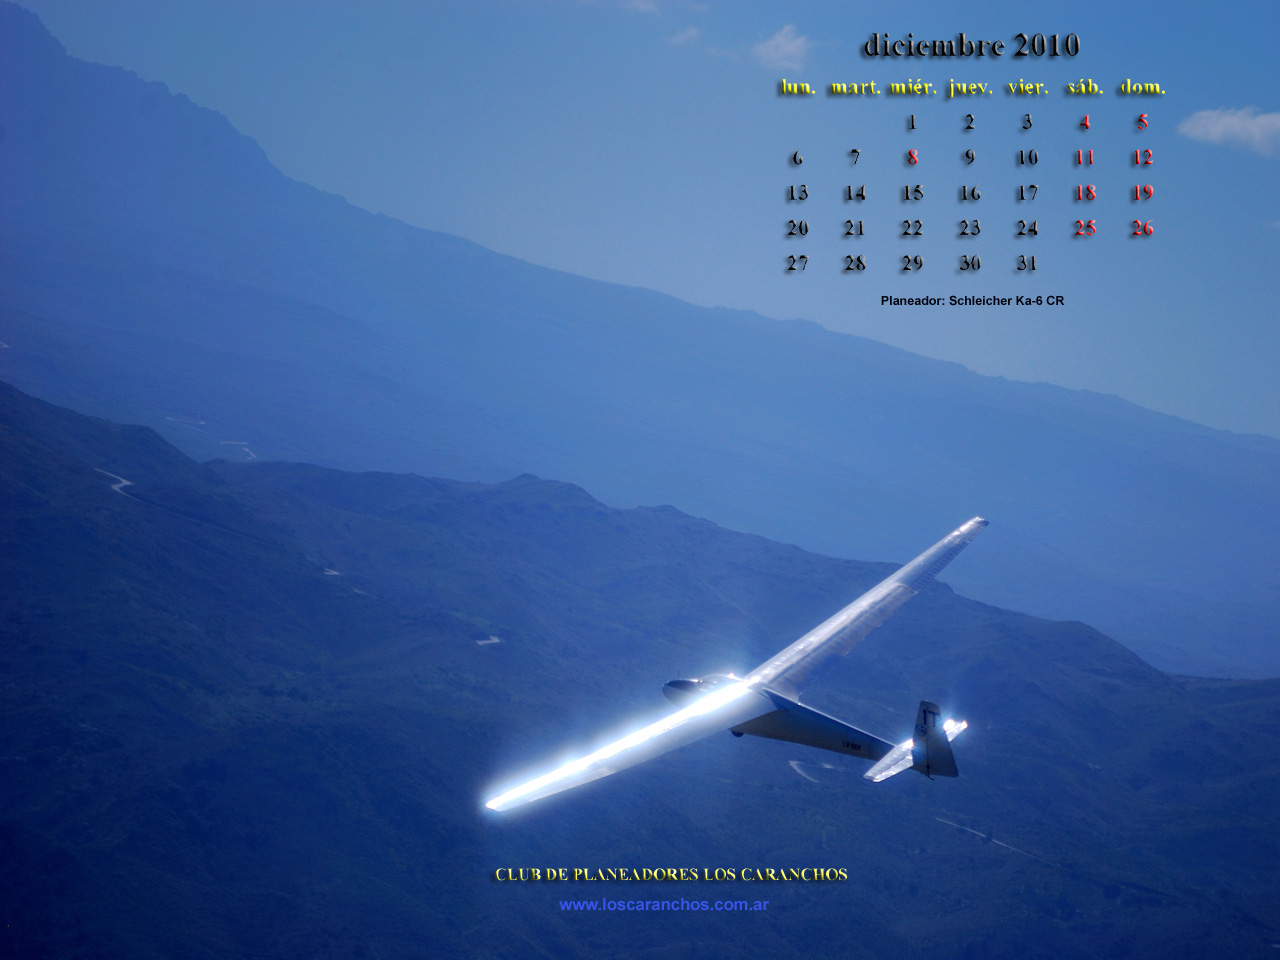 diciembre 2010
lun. mart. miér. juev. vier. sáb. dom.
1 2 3 4 5
6 7 8 9 10 11 12
13 14 15 16 17 18 19
20 21 22 23 24 25 26
27 28 29 30 31
Planeador: Schleicher Ka-6 CR
IT
CLUB DE PLANEADORES LOS CARANCHOS
www.loscaranchos.com.ar